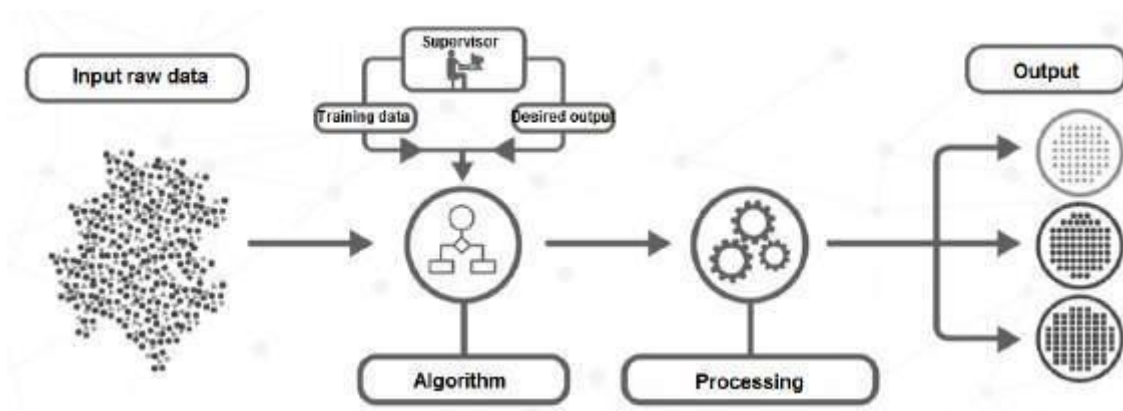 Supervisor
Input raw data
Output
Training data
Desired output
Algorithm
Processing